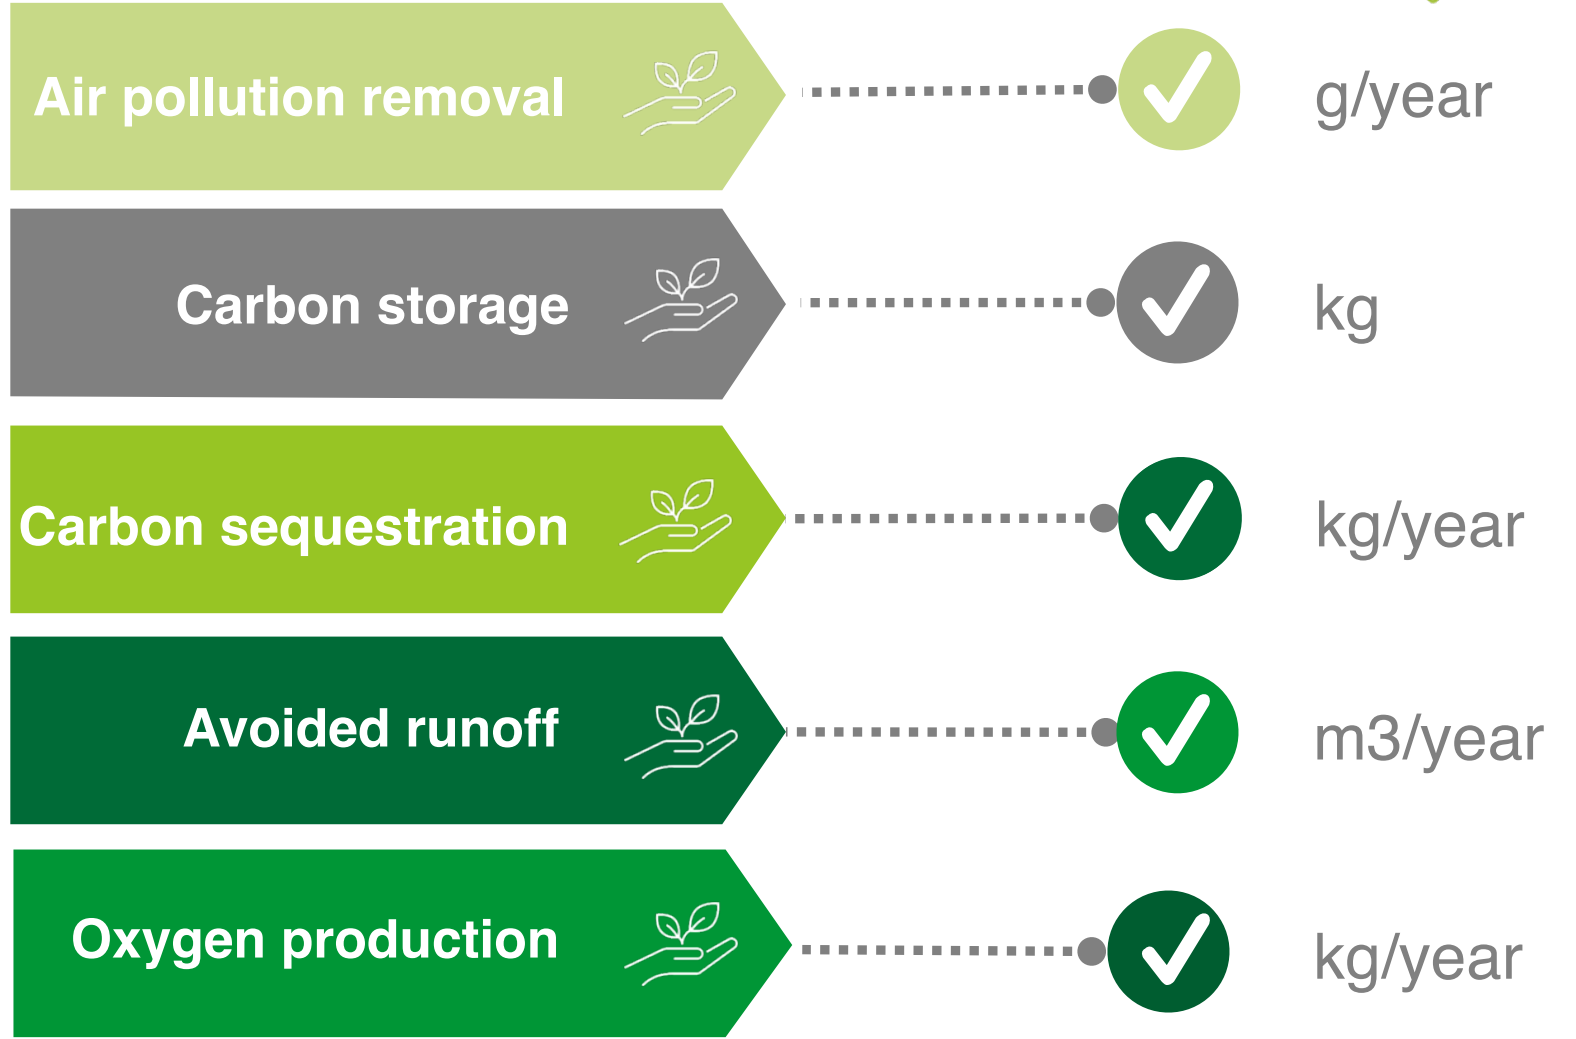 Air pollution removal
g/year
Carbon storage
kg
Carbon sequestration
kg/year
Avoided runoff
m3/year
Oxygen production
kg/year